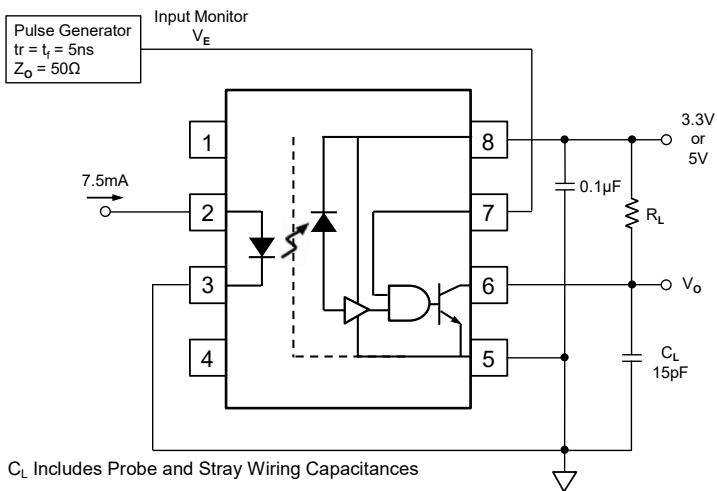 Pulse Generator
tr = tf = 5ns
ZO = 50Ω
Input Monitor
VE
1
2
3
4
8
7
6
5
7.5mA
3.3V
or
5V
0.1µF
RL
VO
CL
15pF
CL Includes Probe and Stray Wiring Capacitances